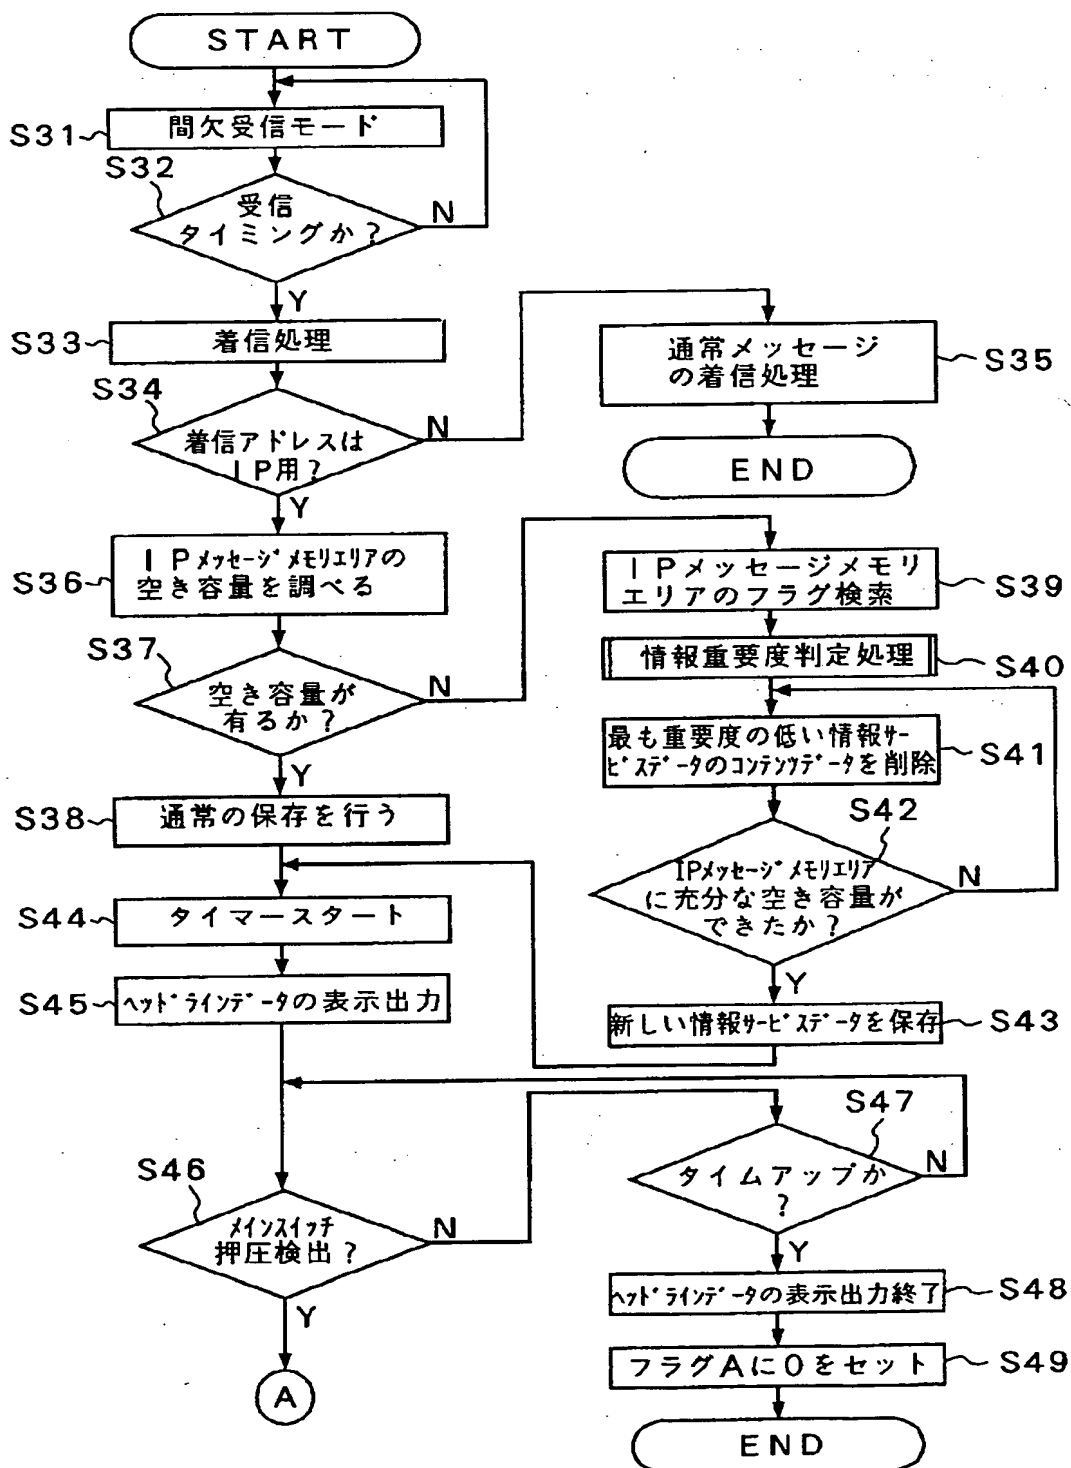 START
S31
間欠受信モード
S32
受信
タイミングか？
N
Y
S33
着信処理
S34
着信アドレスは
IP用？
N
Y
通常メッセージ
の着信処理
S35
END
S36
IPメッセージメモリエリアの
空き容量を調べる
S37
空き容量が
有るか？
N
Y
IPメッセージメモリ
エリアのフラグ検索
S39
情報重要度判定処理
S40
最も重要度の低い情報サー
ビスデータのコンテンツデータを削除
S41
S42
IPメッセージメモリエリア
に充分な空き容量が
できたか？
N
Y
新しい情報サービスデータを保存
S43
S38
通常の保存を行う
S44
タイマースタート
S45
ヘッドラインデータの表示出力
S46
メインスイッチ
押圧検出？
N
Y
A
S47
タイムアップか
？
N
Y
ヘッドラインデータの表示出力終了
S48
フラグAに0をセット
S49
END